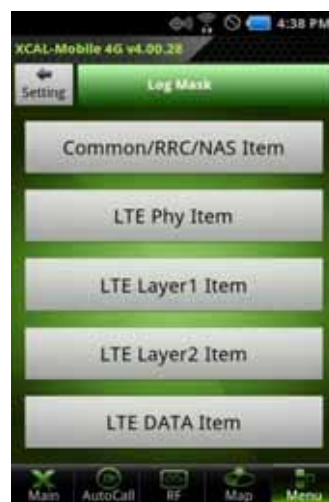 4:38 PM
XCAL-Mobile 4G v4.00.28
Setting
Log Mask
Common/RRC/NAS Item
LTE Phy Item
LTE Layer1 Item
LTE Layer2 Item
LTE DATA Item
Main AutoCall RF Map Menu